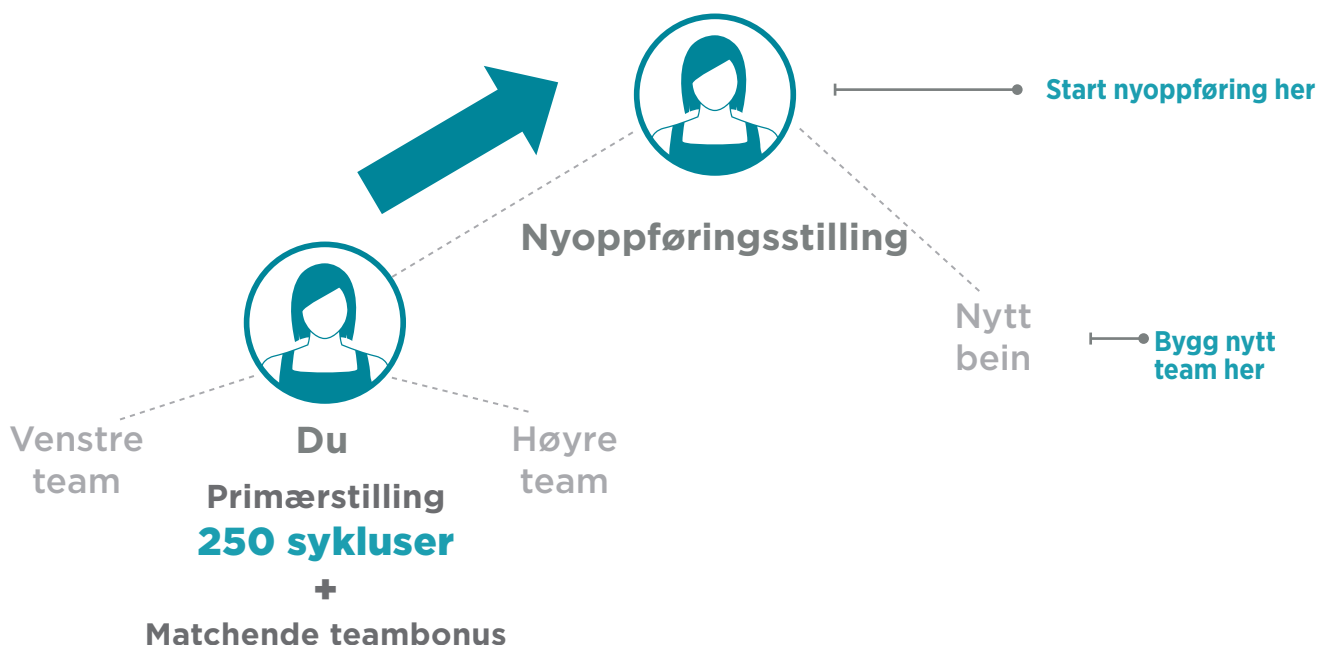 Start nyoppføring her
Nyoppføringsstilling
Nytt
bein
Bygg nytt
team her
Venstre
team
Du
Høyre
team
Primærstilling
250 sykluser
+
Matchende teambonus